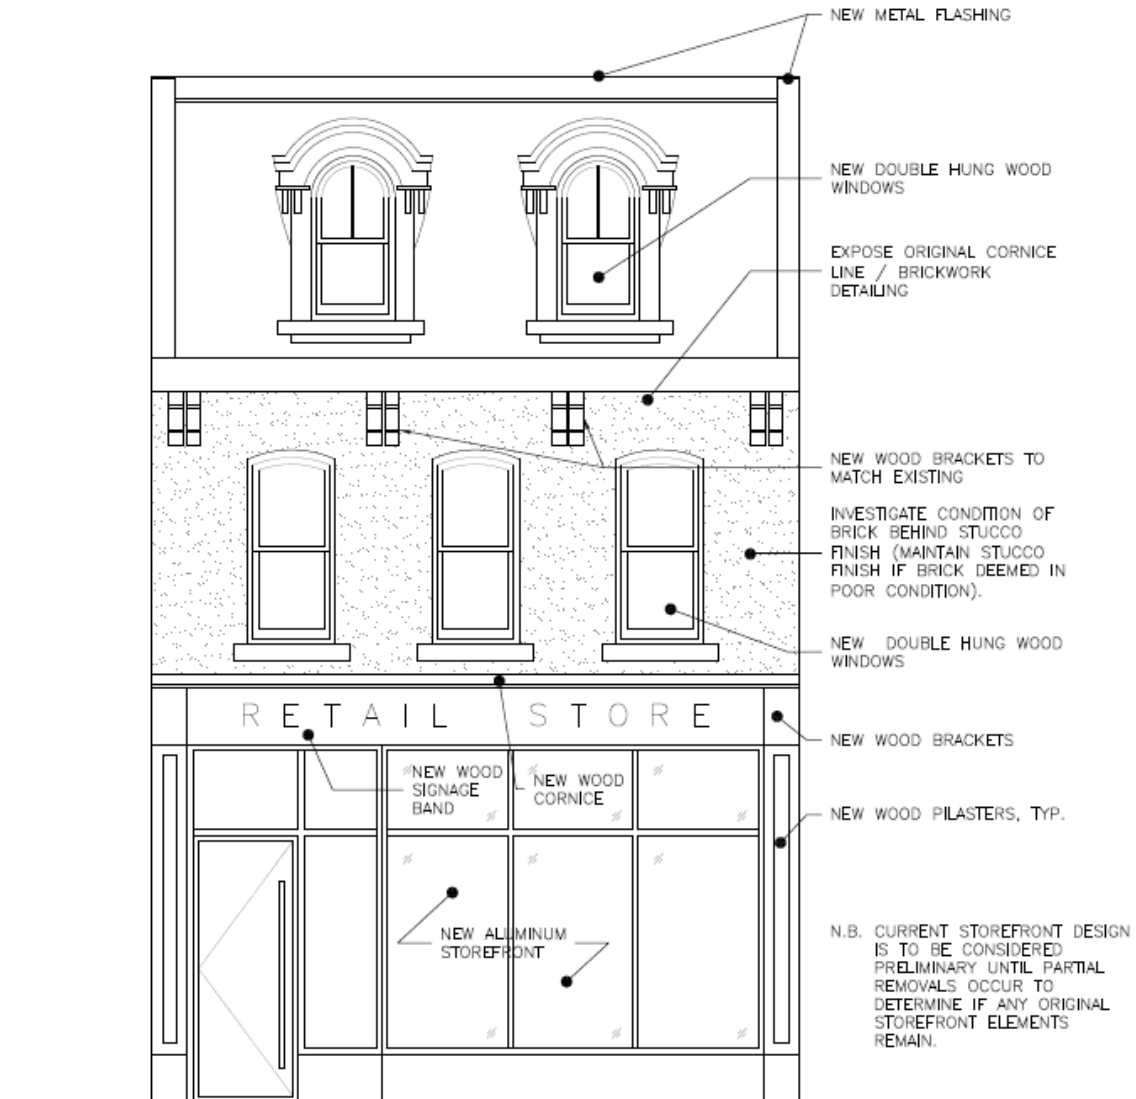 NEW METAL FLASHING
NEW DOUBLE HUNG WOOD
WINDOWS
EXPOSE ORIGINAL CORNICE
LINE / BRICKWORK
DETAILING
NEW WOOD BRACKETS TO
MATCH EXISTING
INVESTIGATE CONDITION OF
BRICK BEHIND STUCCO
FINISH (MAINTAIN STUCCO
FINISH IF BRICK DEEMED IN
POOR CONDITION).
NEW DOUBLE HUNG WOOD
WINDOWS
RETAIL STORE
NEW WOOD BRACKETS
NEW WOOD
SIGNAGE
BAND
NEW WOOD
CORNICE
NEW WOOD PILASTERS, TYP.
NEW ALUMINUM
STOREFRONT
N.B. CURRENT STOREFRONT DESIGN
IS TO BE CONSIDERED
PRELIMINARY UNTIL PARTIAL
REMOVALS OCCUR TO
DETERMINE IF ANY ORIGINAL
STOREFRONT ELEMENTS
REMAIN.